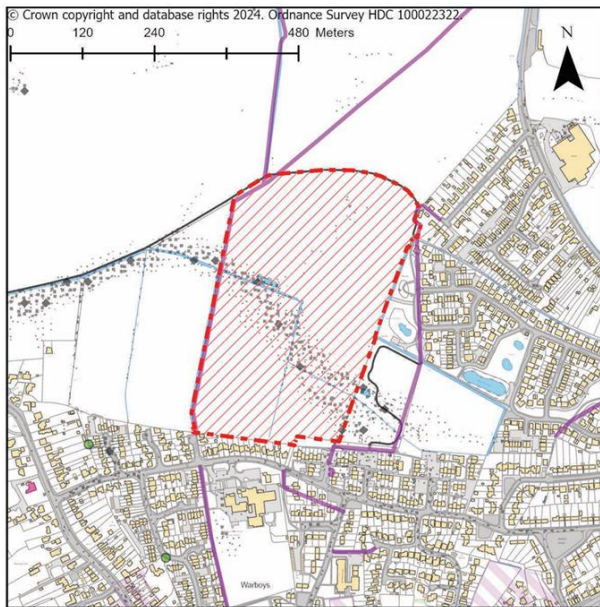 © Crown copyright and database rights 2024. Ordnance Survey HDC 100022322.
0 120 240 480 Meters
N
Warboys